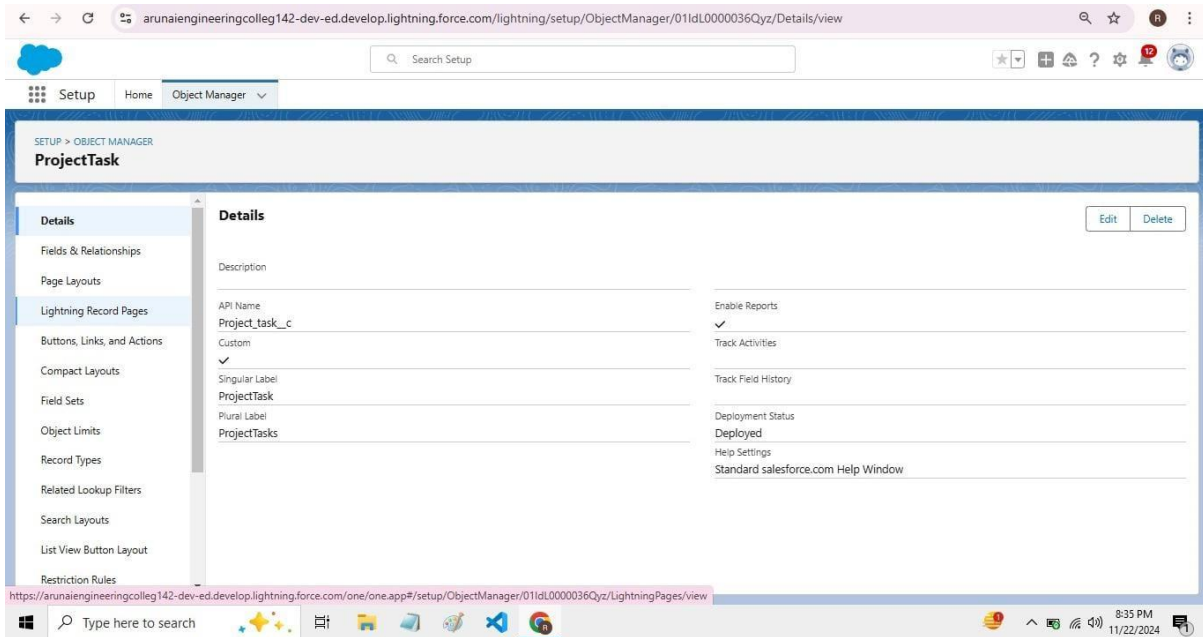 arunaiengineeringcolleg142-dev-ed.develop.lightning.force.com/lightning/setup/ObjectManager/01IdL0000036Qyz/Details/view
R
Search Setup
12
Setup
Home
Object Manager
SETUP > OBJECT MANAGER
ProjectTask
Details
Fields & Relationships
Page Layouts
Lightning Record Pages
Buttons, Links, and Actions
Compact Layouts
Field Sets
Object Limits
Record Types
Related Lookup Filters
Search Layouts
List View Button Layout
Restriction Rules
Details
Edit
Delete
Description
API Name
Project_task__c
Custom
Singular Label
ProjectTask
Plural Label
ProjectTasks
Enable Reports
Track Activities
Track Field History
Deployment Status
Deployed
Help Settings
Standard salesforce.com Help Window
https://arunaiengineeringcolleg142-dev-ed.develop.lightning.force.com/one/one.app#/setup/ObjectManager/01IdL0000036Qyz/LightningPages/view
Type here to search
8:35 PM
11/22/2024